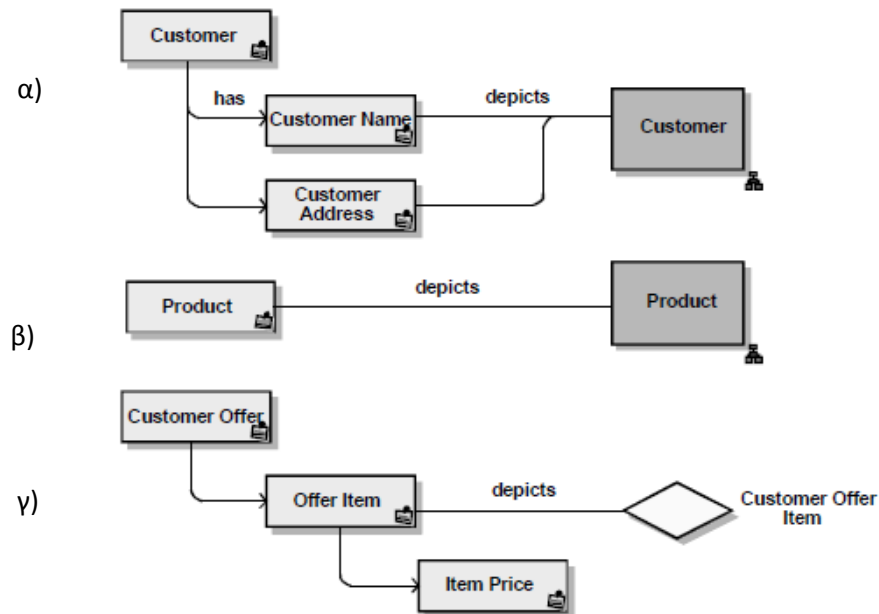 Customer
α)
has
depicts
Customer Name
Customer
Customer
Address
depicts
Product
Product
β)
Customer Offer
γ)
depicts
Offer Item
Customer Offer
Item
Item Price